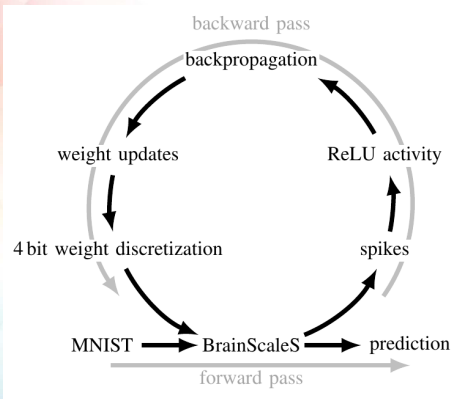 backward pass
backpropagation
weight updates
ReLU activity
4 bit weight discretization
spikes
MNIST
BrainScaleS
prediction
forward pass